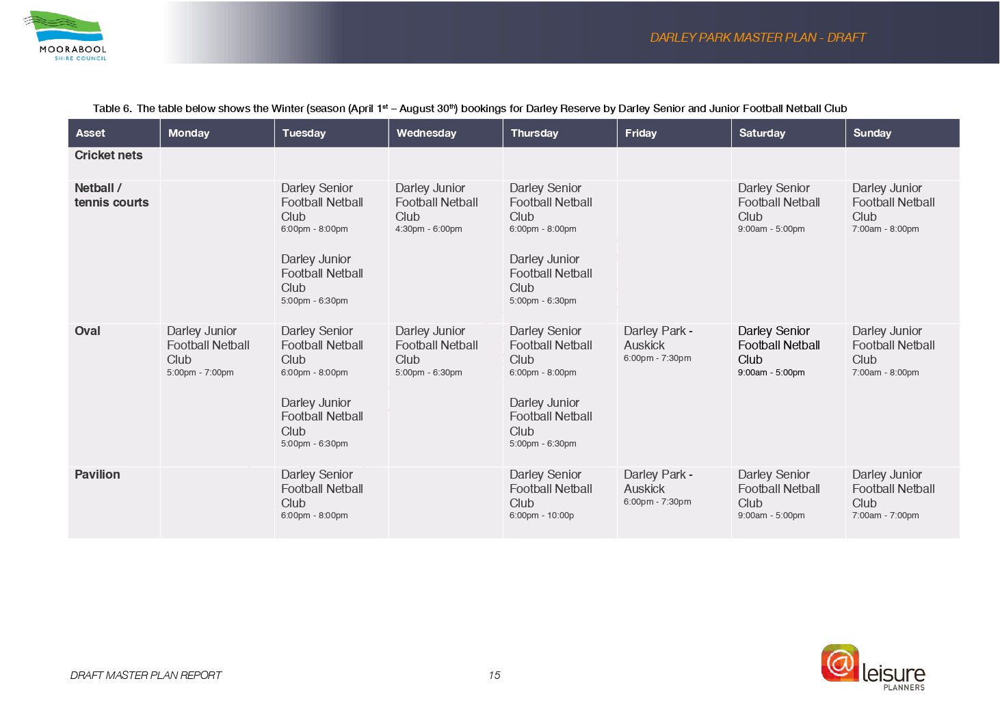 MOORABOOL
SHIRE COUNCIL
DARLEY PARK MASTER PLAN - DRAFT
Table 6. The table below shows the Winter (season (April 1st – August 30th) bookings for Darley Reserve by Darley Senior and Junior Football Netball Club
Asset Monday Tuesday Wednesday Thursday Friday Saturday Sunday
Cricket nets
Netball /
tennis courts
Darley Senior
Football Netball
Club
6:00pm - 8:00pm
Darley Junior
Football Netball
Club
5:00pm - 6:30pm
Darley Junior
Football Netball
Club
4:30pm - 6:00pm
Darley Senior
Football Netball
Club
6:00pm - 8:00pm
Darley Junior
Football Netball
Club
5:00pm - 6:30pm
Darley Senior
Football Netball
Club
9:00am - 5:00pm
Darley Junior
Football Netball
Club
7:00am - 8:00pm
Oval
Darley Junior
Football Netball
Club
5:00pm - 7:00pm
Darley Senior
Football Netball
Club
6:00pm - 8:00pm
Darley Junior
Football Netball
Club
5:00pm - 6:30pm
Darley Junior
Football Netball
Club
5:00pm - 6:30pm
Darley Senior
Football Netball
Club
6:00pm - 8:00pm
Darley Junior
Football Netball
Club
5:00pm - 6:30pm
Darley Park -
Auskick
6:00pm - 7:30pm
Darley Senior
Football Netball
Club
9:00am - 5:00pm
Darley Junior
Football Netball
Club
7:00am - 8:00pm
Pavilion
Darley Senior
Football Netball
Club
6:00pm - 8:00pm
Darley Senior
Football Netball
Club
6:00pm - 10:00p
Darley Park -
Auskick
6:00pm - 7:30pm
Darley Senior
Football Netball
Club
9:00am - 5:00pm
Darley Junior
Football Netball
Club
7:00am - 7:00pm
DRAFT MASTER PLAN REPORT
15
@leisure
PLANNERS